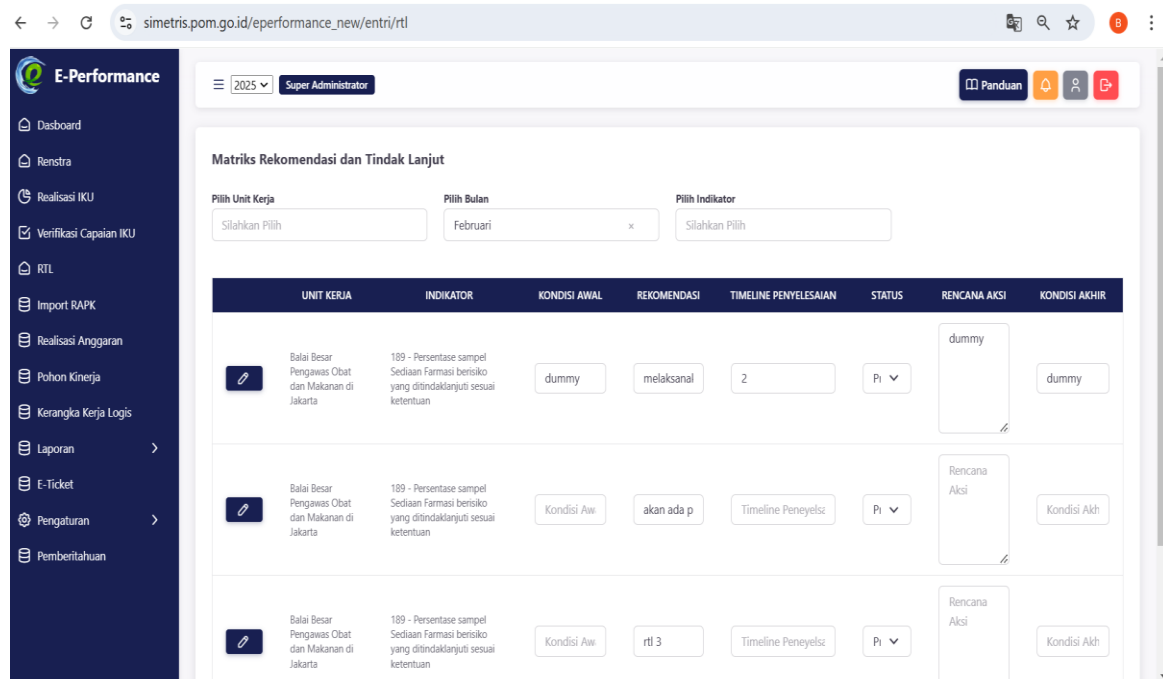 simetris.pom.go.id/eperformance_new/entri/rtl
B
E-Performance
2025
Super Administrator
Panduan
Dasboard
Renstra
Realisasi IKU
Verifikasi Capaian IKU
RTL
Import RAPK
Realisasi Anggaran
Pohon Kinerja
Kerangka Kerja Logis
Laporan
E-Ticket
Pengaturan
Pemberitahuan
Matriks Rekomendasi dan Tindak Lanjut
Pilih Unit Kerja
Pilih Bulan
Pilih Indikator
Silahkan Pilih
Februari
×
Silahkan Pilih
UNIT KERJA
INDIKATOR
KONDISI AWAL
REKOMENDASI
TIMELINE PENYELESAIAN
STATUS
RENCANA AKSI
KONDISI AKHIR
Balai Besar
Pengawas Obat
dan Makanan di
Jakarta
189 - Persentase sampel
Sediaan Farmasi berisiko
yang ditindaklanjuti sesuai
ketentuan
dummy
melaksanal
2
Pr
dummy
dummy
Balai Besar
Pengawas Obat
dan Makanan di
Jakarta
189 - Persentase sampel
Sediaan Farmasi berisiko
yang ditindaklanjuti sesuai
ketentuan
Kondisi Aw
akan ada p
Timeline Peneyelsa
Pr
Rencana
Aksi
Kondisi Akh
Balai Besar
Pengawas Obat
dan Makanan di
Jakarta
189 - Persentase sampel
Sediaan Farmasi berisiko
yang ditindaklanjuti sesuai
ketentuan
Kondisi Aw
rtl 3
Timeline Peneyelsa
Pr
Rencana
Aksi
Kondisi Akh